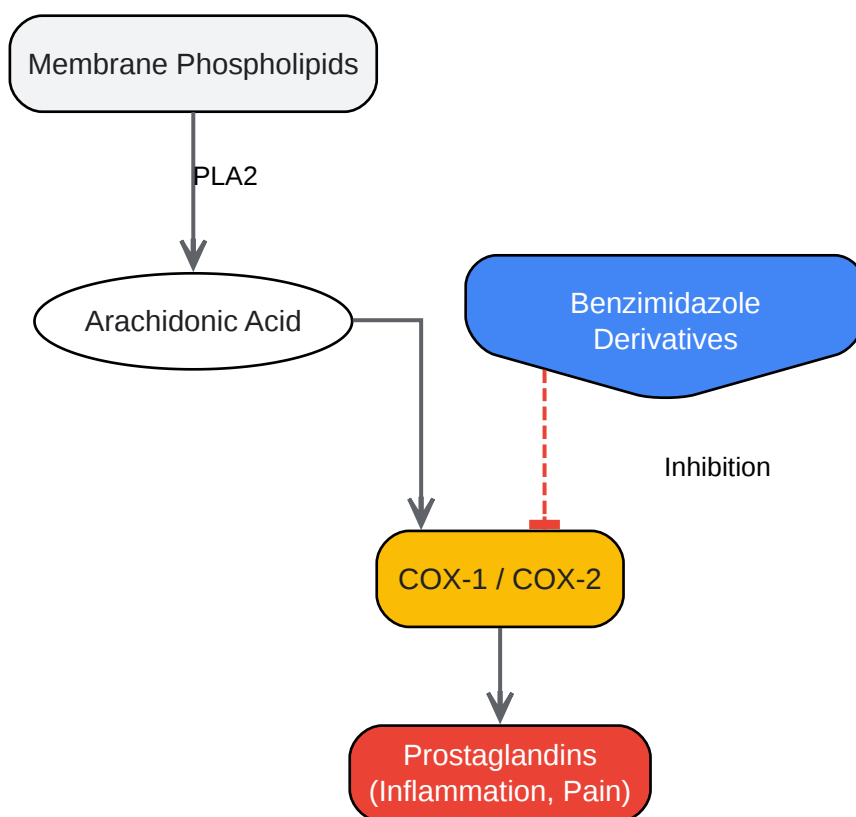 Membrane Phospholipids
PLA2
Arachidonic Acid
Benzimidazole
Derivatives
Inhibition
COX-1 / COX-2
Prostaglandins
(Inflammation, Pain)